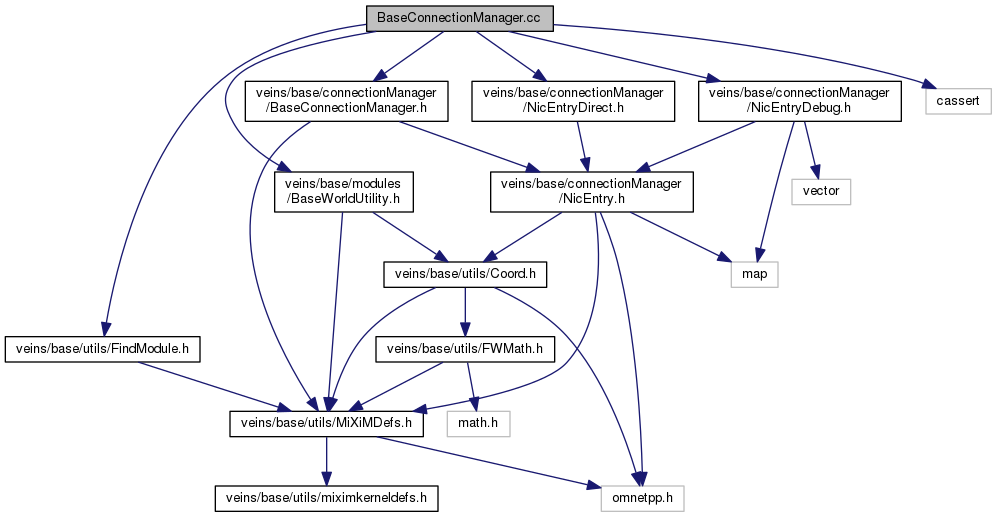 BaseConnectionManager.cc
veins/base/connectionManager
/BaseConnectionManager.h
veins/base/connectionManager
/NicEntryDirect.h
veins/base/connectionManager
/NicEntryDebug.h
cassert
veins/base/modules
/BaseWorldUtility.h
veins/base/connectionManager
/NicEntry.h
vector
veins/base/utils/Coord.h
map
veins/base/utils/FindModule.h
veins/base/utils/FWMath.h
veins/base/utils/MiXiMDefs.h
math.h
veins/base/utils/miximkerneldefs.h
omnetpp.h